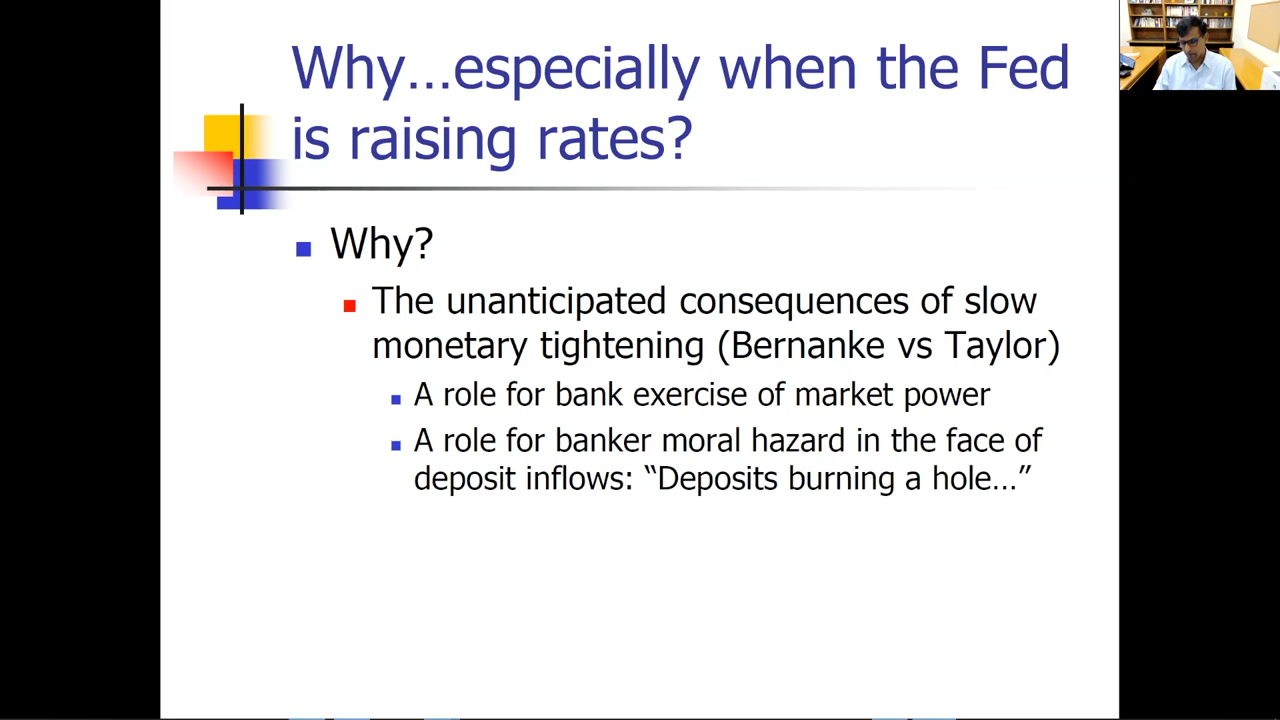 Why…especially when the Fed
is raising rates?
Why?
The unanticipated consequences of slow
monetary tightening (Bernanke vs Taylor)
A role for bank exercise of market power
A role for banker moral hazard in the face of
deposit inflows: “Deposits burning a hole…”